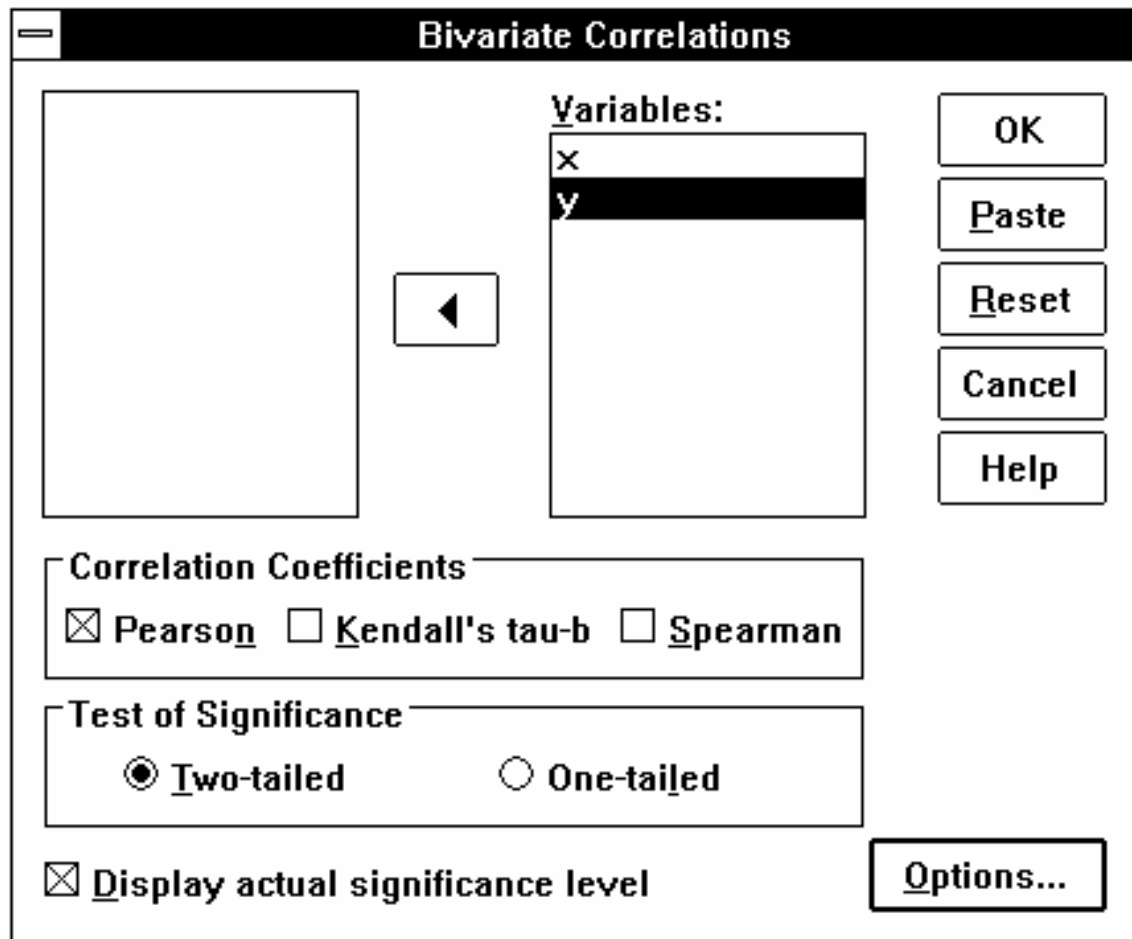 Bivariate Correlations
Variables:
x
y
OK
Paste
Reset
Cancel
Help
Correlation Coefficients
Pearson Kendall's tau-b Spearman
Test of Significance
Two-tailed One-tailed
Display actual significance level
Options...